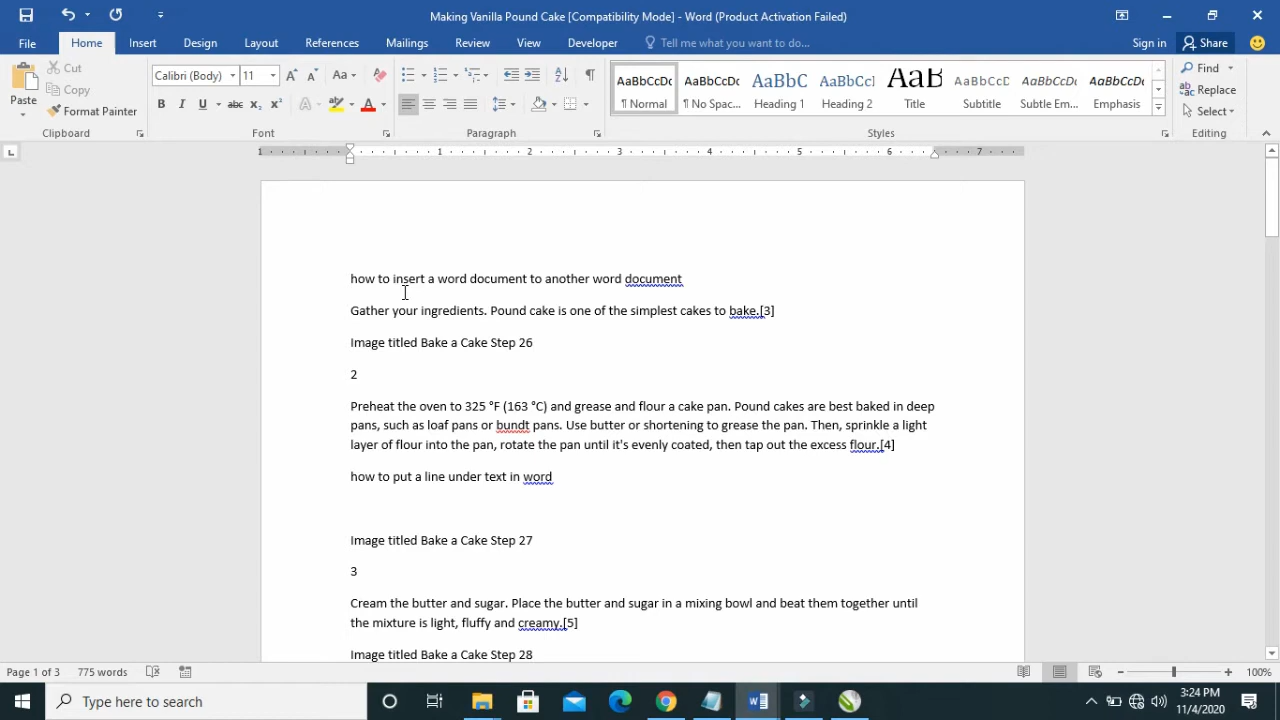 Making Vanilla Pound Cake [Compatibility Mode] - Word (Product Activation Failed)
File Home Insert Design Layout References Mailings Review View Developer Tell me what you want to do... Sign in Share
Paste Cut Copy Format Painter
Clipboard
Calibri (Body) 11
Font
Paragraph
AaBbCcDc ¶ Normal
AaBbCcDc ¶ No Spac...
AaBbC Heading 1
AaBbCcI Heading 2
AaB Title
AaBbCcD Subtitle
AaBbCcDc Subtle Em...
AaBbCcDc Emphasis
Styles
Find
Replace
Select
Editing
1 1 2 3 4 5 6 7
how to insert a word document to another word document
Gather your ingredients. Pound cake is one of the simplest cakes to bake.[3]
Image titled Bake a Cake Step 26
2
Preheat the oven to 325 °F (163 °C) and grease and flour a cake pan. Pound cakes are best baked in deep
pans, such as loaf pans or bundt pans. Use butter or shortening to grease the pan. Then, sprinkle a light
layer of flour into the pan, rotate the pan until it's evenly coated, then tap out the excess flour.[4]
how to put a line under text in word
Image titled Bake a Cake Step 27
3
Cream the butter and sugar. Place the butter and sugar in a mixing bowl and beat them together until
the mixture is light, fluffy and creamy.[5]
Image titled Bake a Cake Step 28
Page 1 of 3 775 words 100%
Type here to search
3:24 PM
11/4/2020